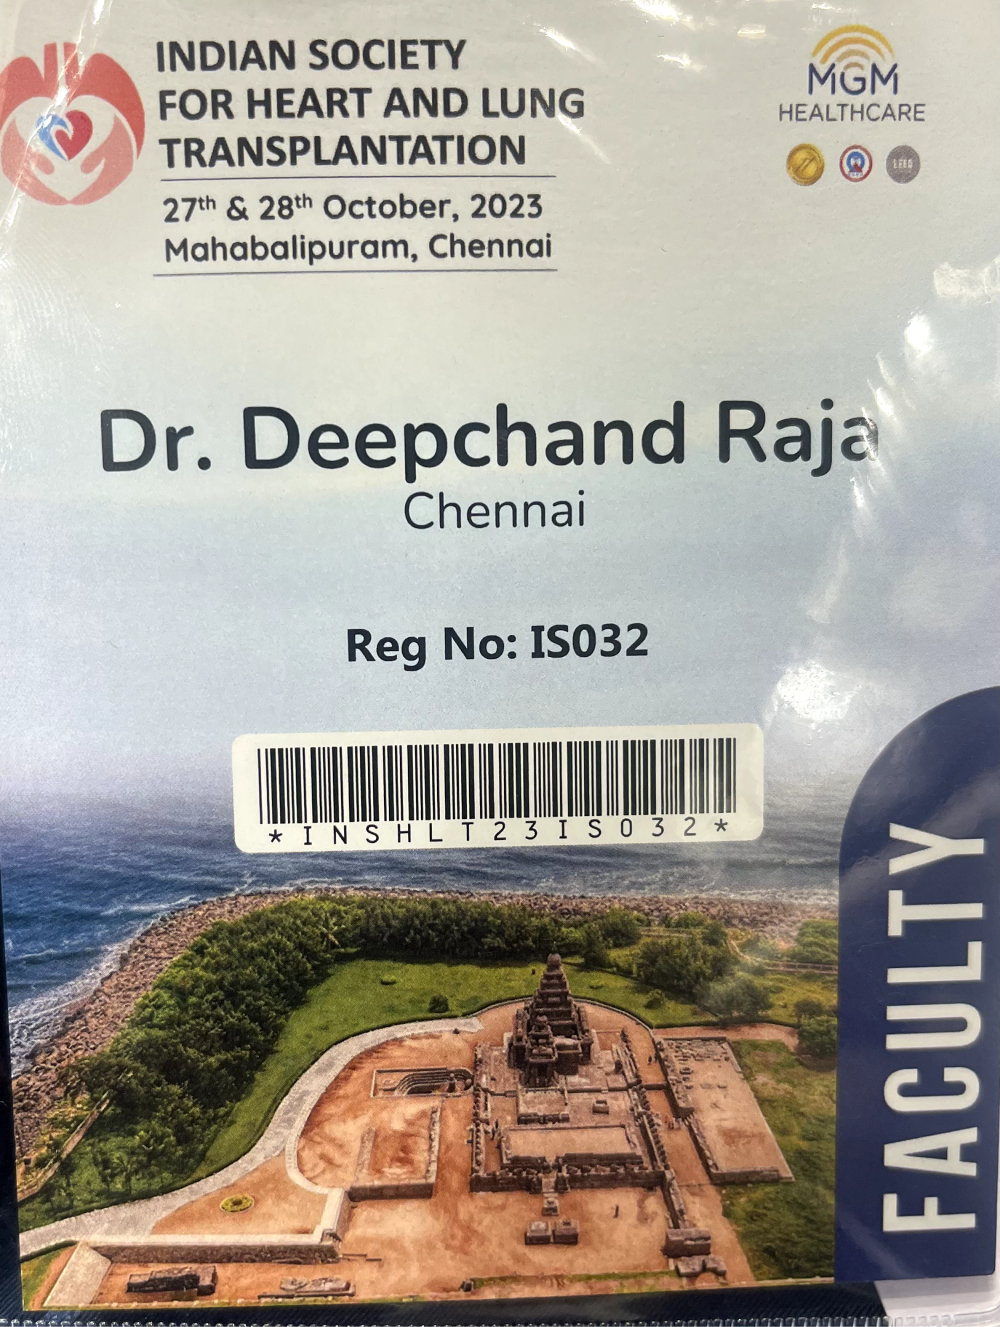 INDIAN SOCIETY
FOR HEART AND LUNG
TRANSPLANTATION
27th & 28th October, 2023
Mahabalipuram, Chennai
MGM
HEALTHCARE
LEED
Dr. Deepchand Raja
Chennai
Reg No: IS032
*INSHLT23IS032*
FACULTY